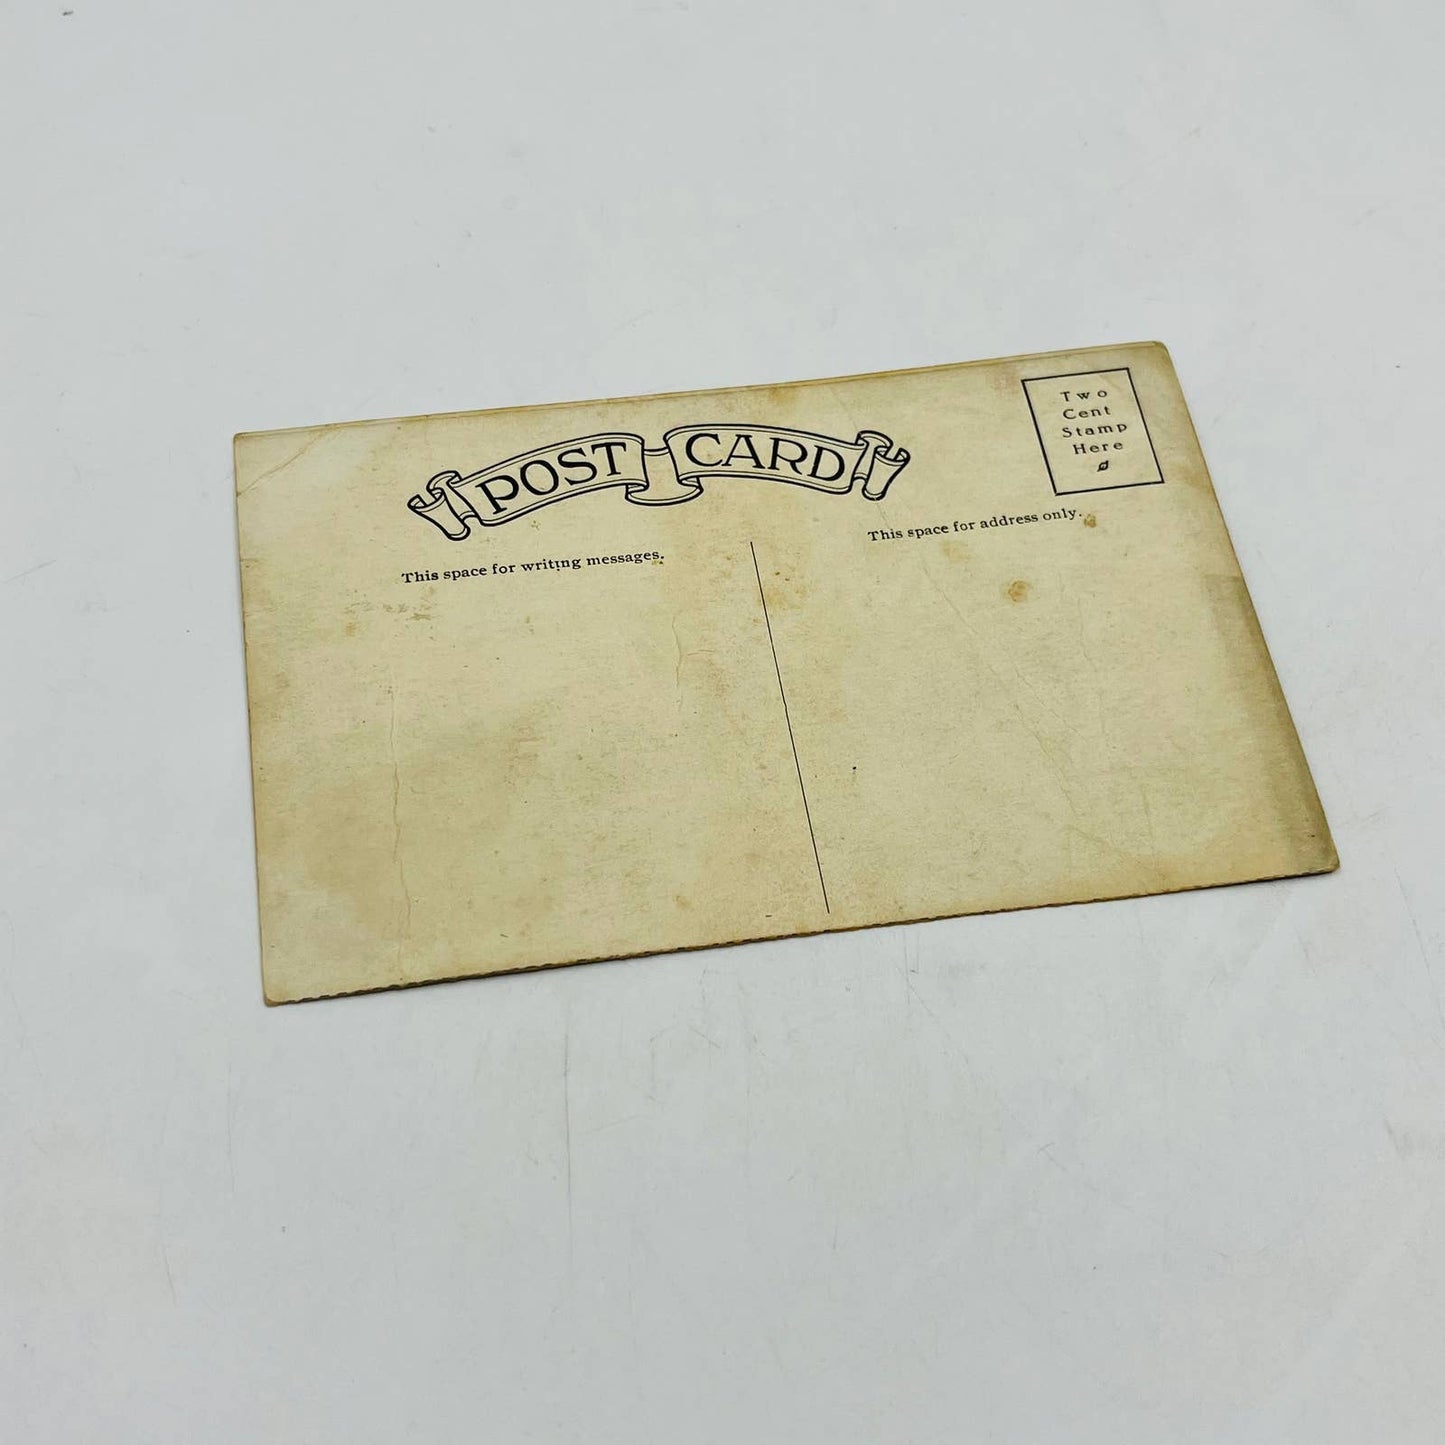 POST CARD
Two
Cent
Stamp
Here
This space for writing messages.
This space for address only.